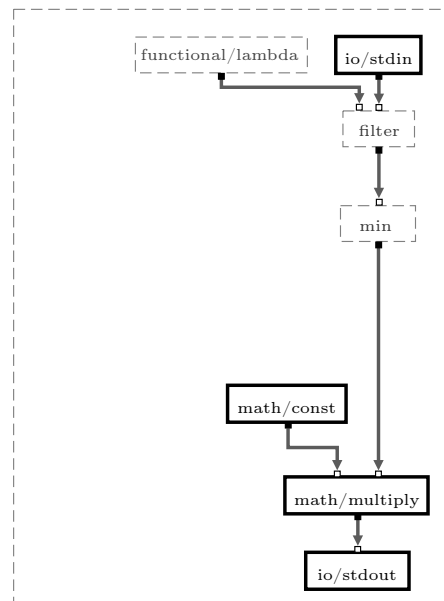 functional/lambda
io/stdin
filter
min
math/const
math/multiply
io/stdout